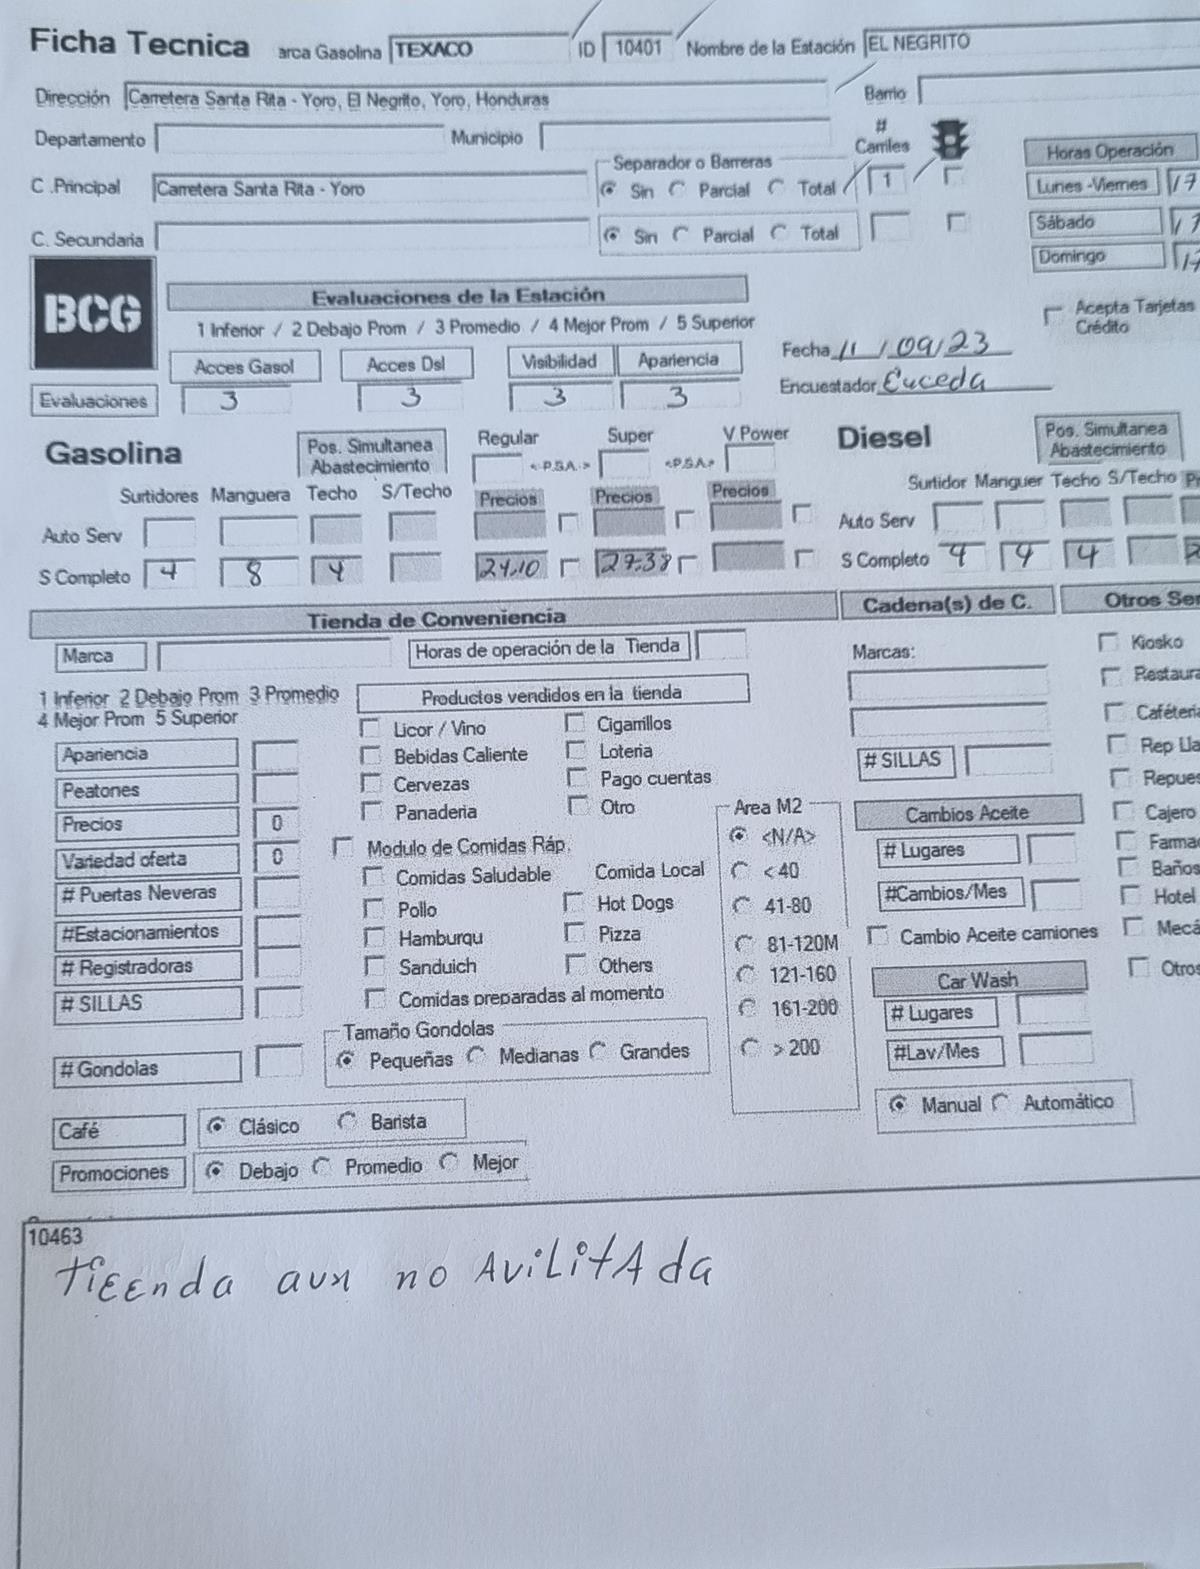 Ficha Tecnica arca Gasolina TEXACO ID 10401 Nombre de la Estación EL NEGRITO
Dirección Carretera Santa Rita - Yoro, El Negrito, Yoro, Honduras Barrio
Departamento Municipio # Carriles
Separador o Barreras
C .Principal Carretera Santa Rita - Yoro Sin Parcial Total 1
C. Secundaria Sin Parcial Total
Horas Operación
Lunes -Viernes 17
Sábado 17
Domingo 17
BCG
Evaluaciones de la Estación
1 Inferior / 2 Debajo Prom / 3 Promedio / 4 Mejor Prom / 5 Superior
Acepta Tarjetas
Crédito
Acces Gasol Acces Dsl Visibilidad Apariencia
Fecha 11 / 09/23
Evaluaciones 3 3 3 3
Encuestador Euceda
Gasolina Pos. Simultanea Abastecimiento Regular <-P.S.A.-> Super <-P.S.A-> V Power
Surtidores Manguera Techo S/Techo Precios Precios Precios
Auto Serv
S Completo 4 8 4 24.10 27.38
Diesel Pos. Simultanea Abastecimiento
Surtidor Manguer Techo S/Techo Pr
Auto Serv
S Completo 4 4 4
Tienda de Conveniencia
Marca Horas de operación de la Tienda
1 Inferior 2 Debajo Prom 3 Promedio
4 Mejor Prom 5 Superior
Apariencia
Peatones
Precios 0
Variedad oferta 0
# Puertas Neveras
#Estacionamientos
# Registradoras
# SILLAS
# Gondolas
Productos vendidos en la tienda
Licor / Vino Cigarrillos
Bebidas Caliente Loteria
Cervezas Pago cuentas
Panaderia Otro
Modulo de Comidas Ráp.
Comidas Saludable Comida Local
Pollo Hot Dogs
Hamburqu Pizza
Sanduich Others
Comidas preparadas al momento
Tamaño Gondolas
Pequeñas Medianas Grandes
Area M2
<N/A>
< 40
41-80
81-120M
121-160
161-200
> 200
Cadena(s) de C.
Marcas:
# SILLAS
Cambios Aceite
# Lugares
#Cambios/Mes
Cambio Aceite camiones
Car Wash
# Lugares
#Lav/Mes
Manual Automático
Otros Ser
Kiosko
Restaura
Caféteria
Rep Lla
Repues
Cajero
Farmac
Baños
Hotel
Mecá
Otros
Café Clásico Barista
Promociones Debajo Promedio Mejor
10463
Tieenda aun no AviLitAda